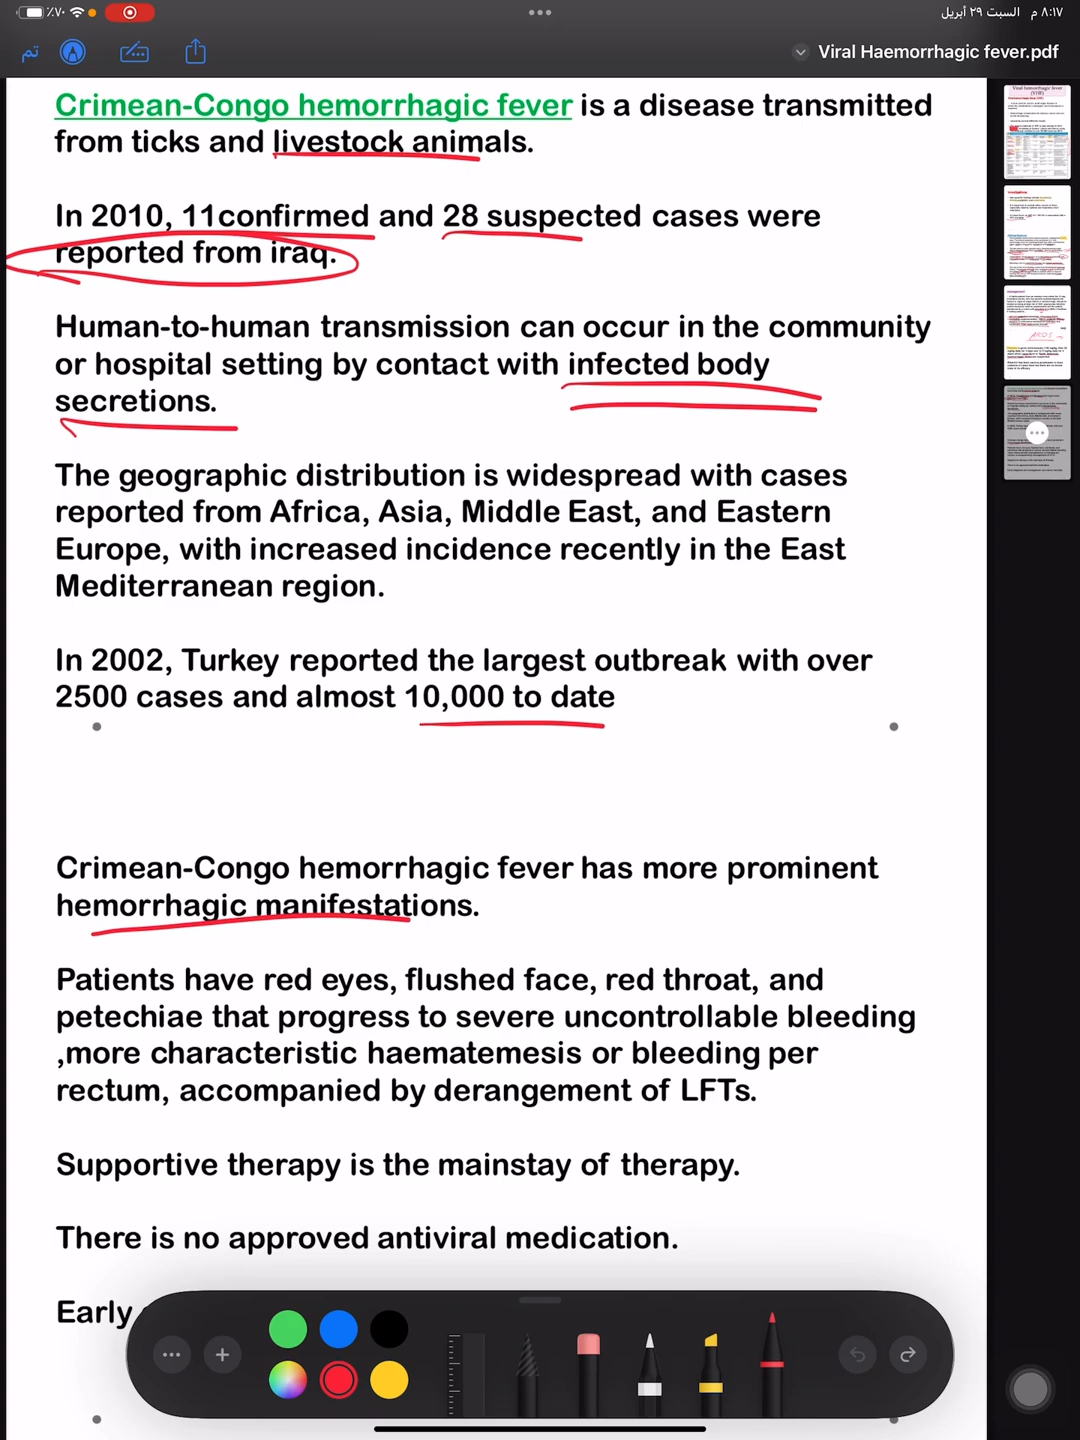 ٪٧٠
٨:١٧ م السبت ٢٩ أبريل
تم
Viral Haemorrhagic fever.pdf
Crimean-Congo hemorrhagic fever is a disease transmitted
from ticks and livestock animals.
In 2010, 11confirmed and 28 suspected cases were
reported from iraq.
Human-to-human transmission can occur in the community
or hospital setting by contact with infected body
secretions.
The geographic distribution is widespread with cases
reported from Africa, Asia, Middle East, and Eastern
Europe, with increased incidence recently in the East
Mediterranean region.
In 2002, Turkey reported the largest outbreak with over
2500 cases and almost 10,000 to date
Crimean-Congo hemorrhagic fever has more prominent
hemorrhagic manifestations.
Patients have red eyes, flushed face, red throat, and
petechiae that progress to severe uncontrollable bleeding
,more characteristic haematemesis or bleeding per
rectum, accompanied by derangement of LFTs.
Supportive therapy is the mainstay of therapy.
There is no approved antiviral medication.
Early